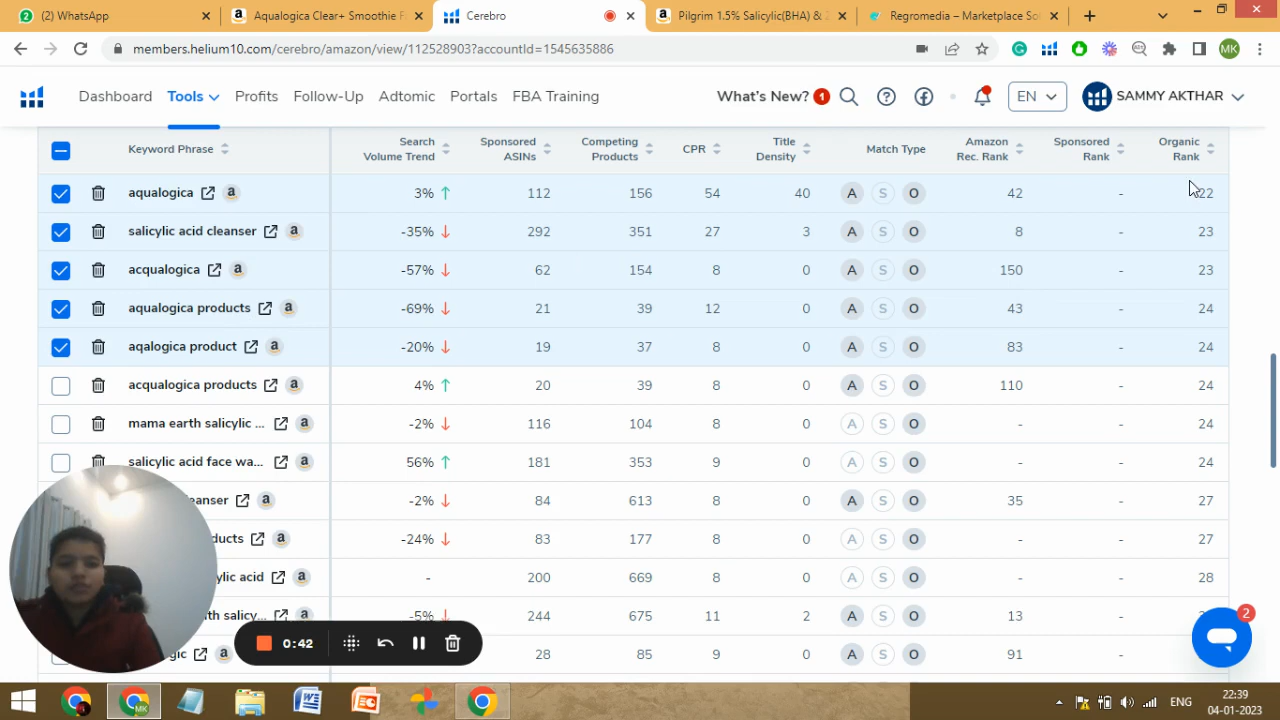 2
(2) WhatsApp
Aqualogica Clear+ Smoothie F
Cerebro
Pilgrim 1.5% Salicylic(BHA) &
Regromedia – Marketplace So
members.helium10.com/cerebro/amazon/view/112528903?accountId=1545635886
MK
Dashboard Tools Profits Follow-Up Adtomic Portals FBA Training What's New? 1 EN SAMMY AKTHAR
Keyword Phrase Search Volume Trend Sponsored ASINs Competing Products CPR Title Density Match Type Amazon Rec. Rank Sponsored Rank Organic Rank
aqualogica a 3% ↑ 112 156 54 40 A S O 42 - 22
salicylic acid cleanser a -35% ↓ 292 351 27 3 A S O 8 - 23
acqualogica a -57% ↓ 62 154 8 0 A S O 150 - 23
aqualogica products a -69% ↓ 21 39 12 0 A S O 43 - 24
aqalogica product a -20% ↓ 19 37 8 0 A S O 83 - 24
acqualogica products a 4% ↑ 20 39 8 0 A S O 110 - 24
mama earth salicylic ... a -2% ↓ 116 104 8 0 A S O - - 24
salicylic acid face wa... a 56% ↑ 181 353 9 0 A S O - - 24
eanser a -2% ↓ 84 613 8 0 A S O 35 - 27
ducts a -24% ↓ 83 177 8 0 A S O - - 27
ylic acid a - 200 669 8 0 A S O - - 28
th salicy... a -5% ↓ 244 675 11 2 A S O 13 -
gic a 28 85 9 0 A S O 91 -
2
0:42
MK
ENG
22:39
04-01-2023